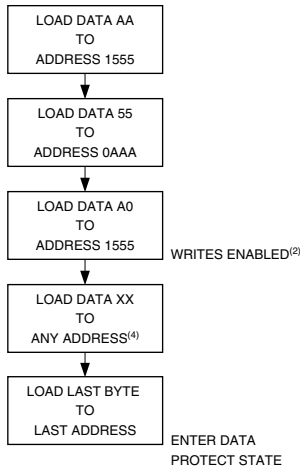 LOAD DATA AA
TO
ADDRESS 1555
LOAD DATA 55
TO
ADDRESS 0AAA
LOAD DATA A0
TO
ADDRESS 1555
WRITES ENABLED(2)
LOAD DATA XX
TO
ANY ADDRESS(4)
LOAD LAST BYTE
TO
LAST ADDRESS
ENTER DATA
PROTECT STATE